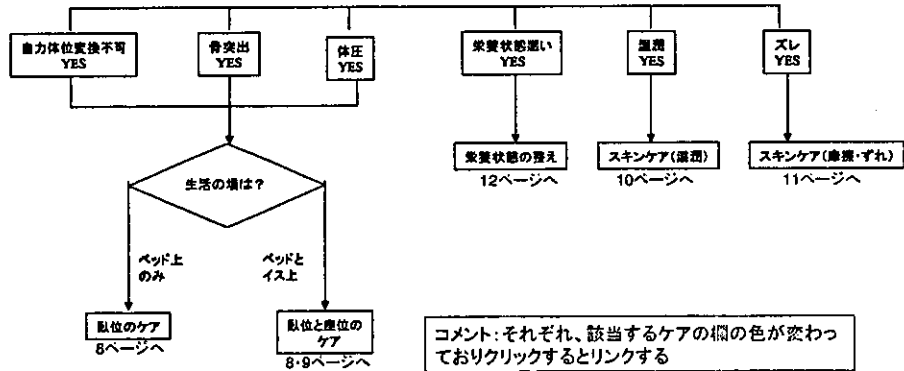 自力体位変換不可
YES
骨突出
YES
体圧
YES
栄養状態悪い
YES
湿潤
YES
ズレ
YES
栄養状態の整え
12ページへ
スキンケア(湿潤)
10ページへ
スキンケア(摩擦・ずれ)
11ページへ
生活の場は?
ベッド上
のみ
ベッドと
イス上
臥位のケア
8ページへ
臥位と座位の
ケア
8・9ページへ
コメント:それぞれ、該当するケアの欄の色が変わっ
ておりクリックするとリンクする